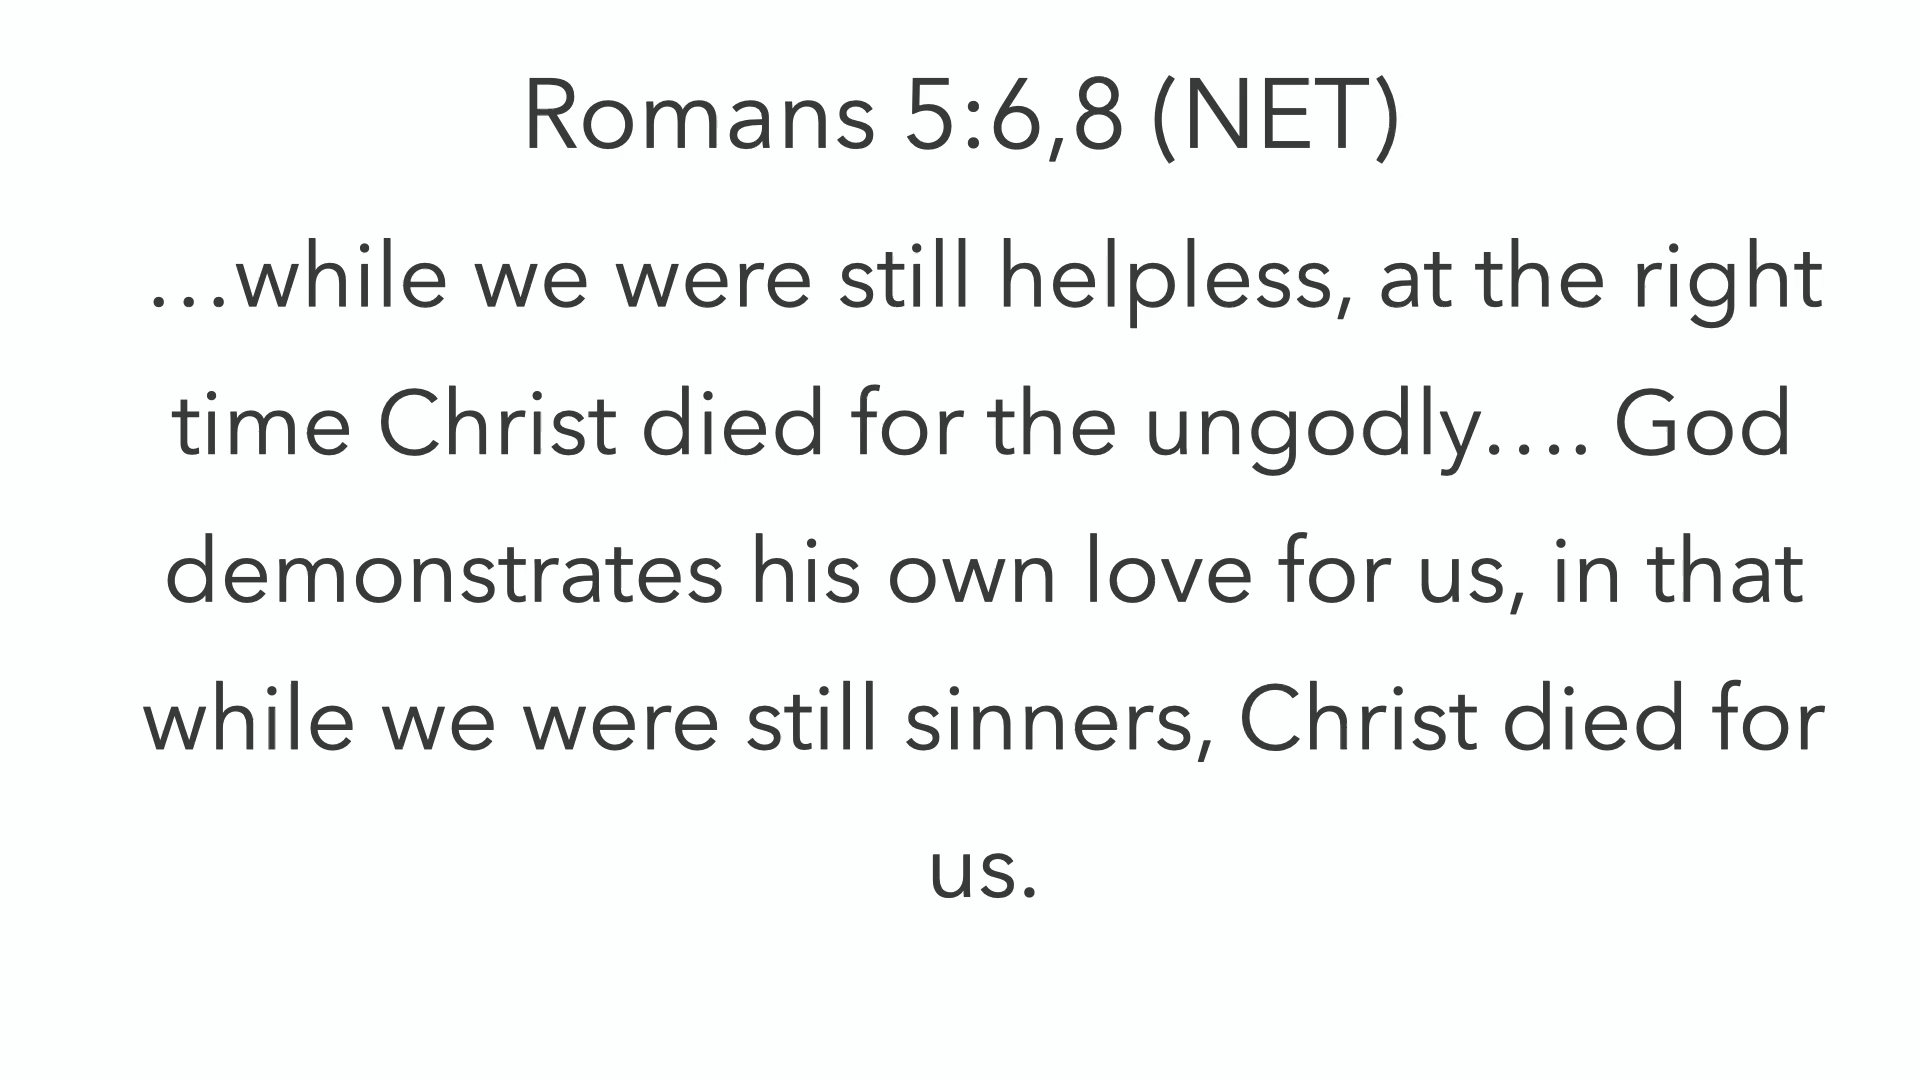 Romans 5:6,8 (NET)
…while we were still helpless, at the right
time Christ died for the ungodly…. God
demonstrates his own love for us, in that
while we were still sinners, Christ died for
us.